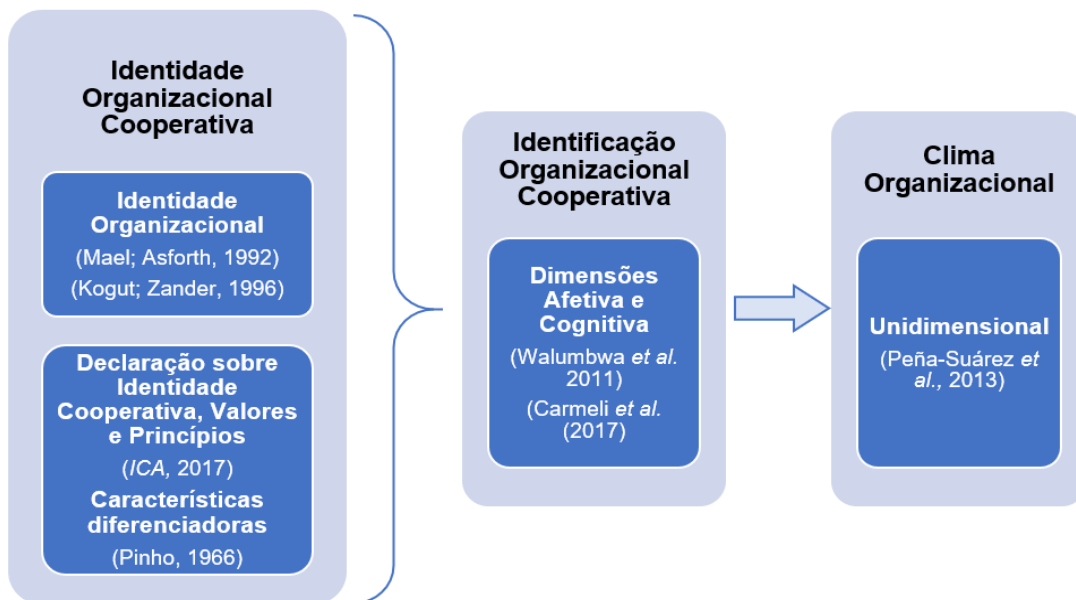 Identidade
Organizacional
Cooperativa
Identidade
Organizacional
(Mael; Asforth, 1992)
(Kogut; Zander, 1996)
Declaração sobre
Identidade
Cooperativa, Valores
e Princípios
(ICA, 2017)
Características
diferenciadoras
(Pinho, 1966)
Identificação
Organizacional
Cooperativa
Dimensões
Afetiva e
Cognitiva
(Walumbwa et al.
2011)
(Carmeli et al.
(2017)
Clima
Organizacional
Unidimensional
(Peña-Suárez et
al., 2013)